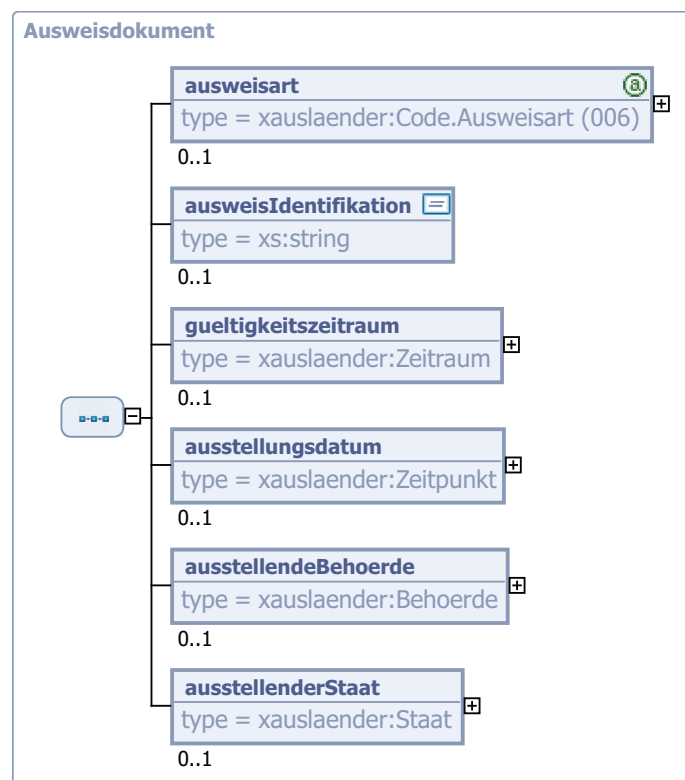 Ausweisdokument
ausweisart
a
type = xauslaender:Code.Ausweisart (006)
0..1
ausweisIdentifikation
type = xs:string
0..1
gueltigkeitszeitraum
type = xauslaender:Zeitraum
0..1
ausstellungsdatum
type = xauslaender:Zeitpunkt
0..1
ausstellendeBehoerde
type = xauslaender:Behoerde
0..1
ausstellenderStaat
type = xauslaender:Staat
0..1